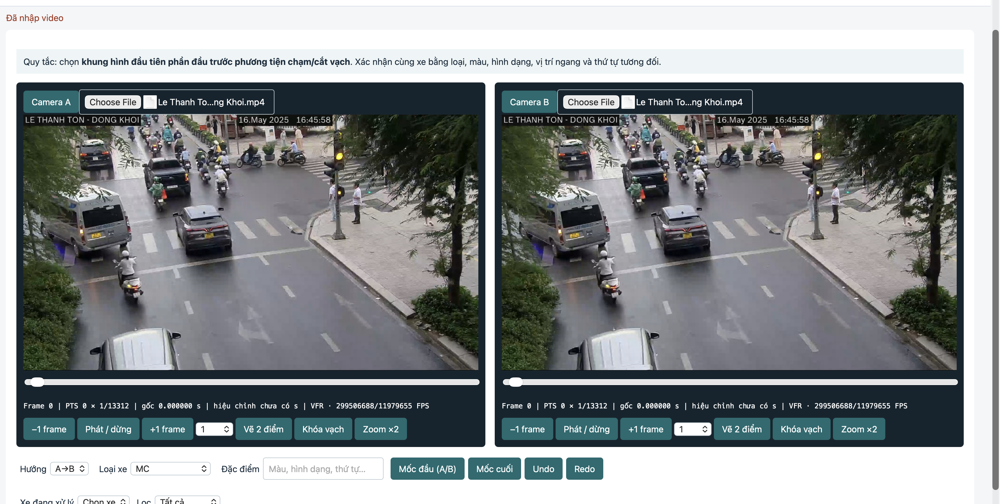 Đã nhập video
Quy tắc: chọn khung hình đầu tiên phần đầu trước phương tiện chạm/cắt vạch. Xác nhận cùng xe bằng loại, màu, hình dạng, vị trí ngang và thứ tự tương đối.
Camera A Choose File Le Thanh To...ng Khoi.mp4
LE THANH TON - DONG KHOI 16.May 2025 16:45:58
Frame 0 | PTS 0 × 1/13312 | gốc 0.000000 s | hiệu chỉnh chưa có s | VFR · 299506688/11979655 FPS
−1 frame Phát / dừng +1 frame 1 Vẽ 2 điểm Khóa vạch Zoom ×2
Camera B Choose File Le Thanh To...ng Khoi.mp4
LE THANH TON - DONG KHOI 16.May 2025 16:45:58
Frame 0 | PTS 0 × 1/13312 | gốc 0.000000 s | hiệu chỉnh chưa có s | VFR · 299506688/11979655 FPS
−1 frame Phát / dừng +1 frame 1 Vẽ 2 điểm Khóa vạch Zoom ×2
Hướng A→B Loại xe MC Đặc điểm Màu, hình dạng, thứ tự... Mốc đầu (A/B) Mốc cuối Undo Redo
Xe đang xử lý Chọn xe Lọc Tất cả